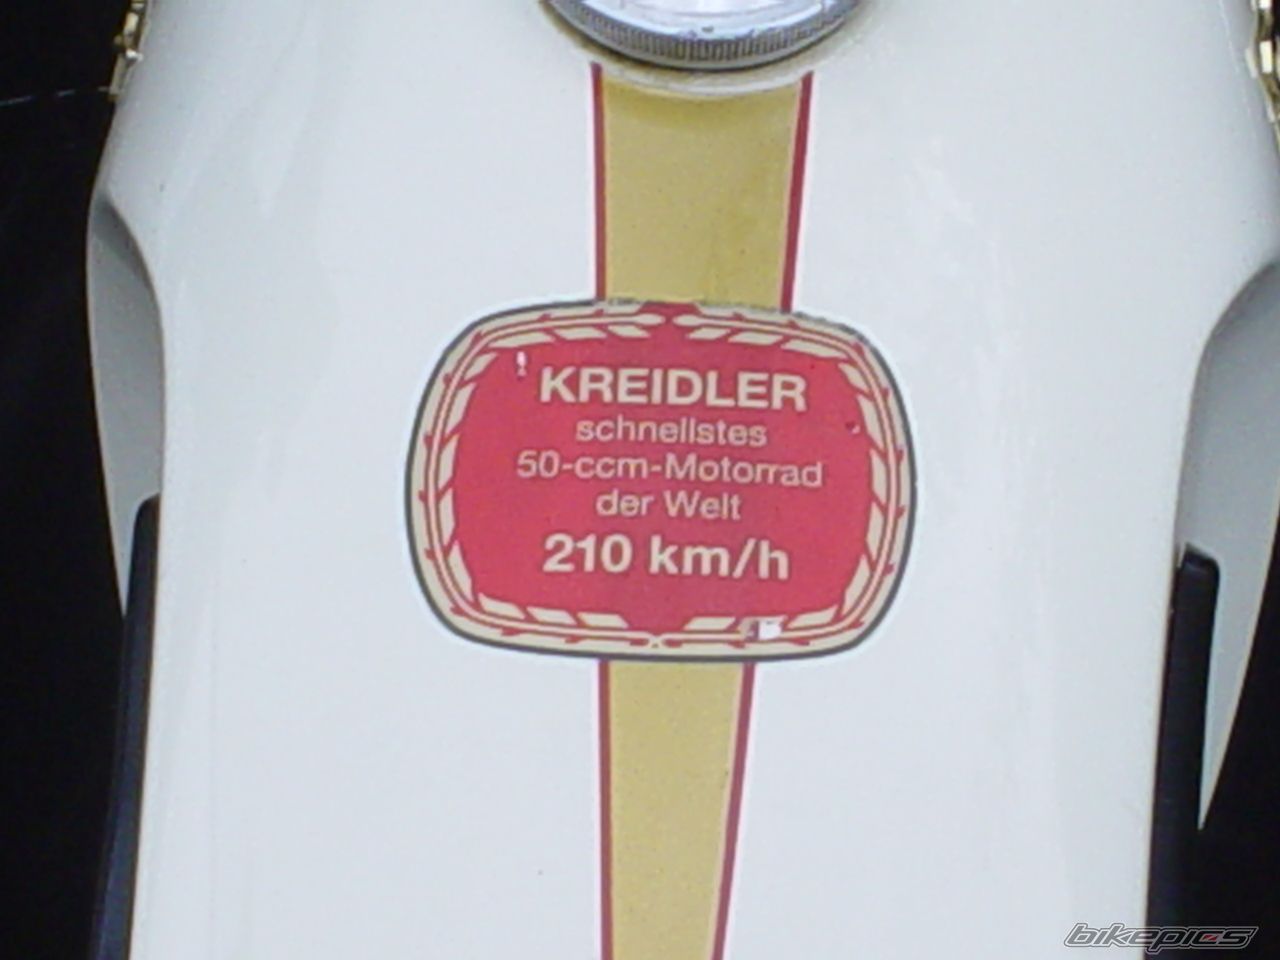 KREIDLER
schnellstes
50-ccm-Motorrad
der Welt
210 km/h
bikepics